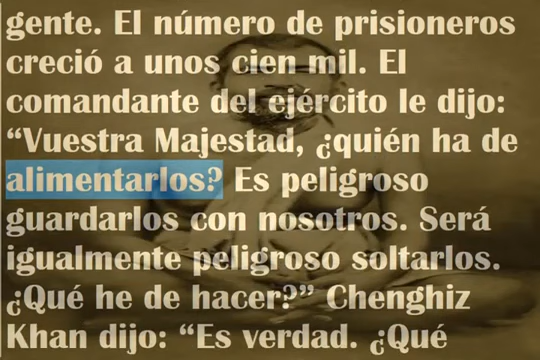 gente. El número de prisioneros
creció a unos cien mil. El
comandante del ejército le dijo:
“Vuestra Majestad, ¿quién ha de
alimentarlos? Es peligroso
guardarlos con nosotros. Será
igualmente peligroso soltarlos.
¿Qué he de hacer?” Chenghiz
Khan dijo: “Es verdad. ¿Qué